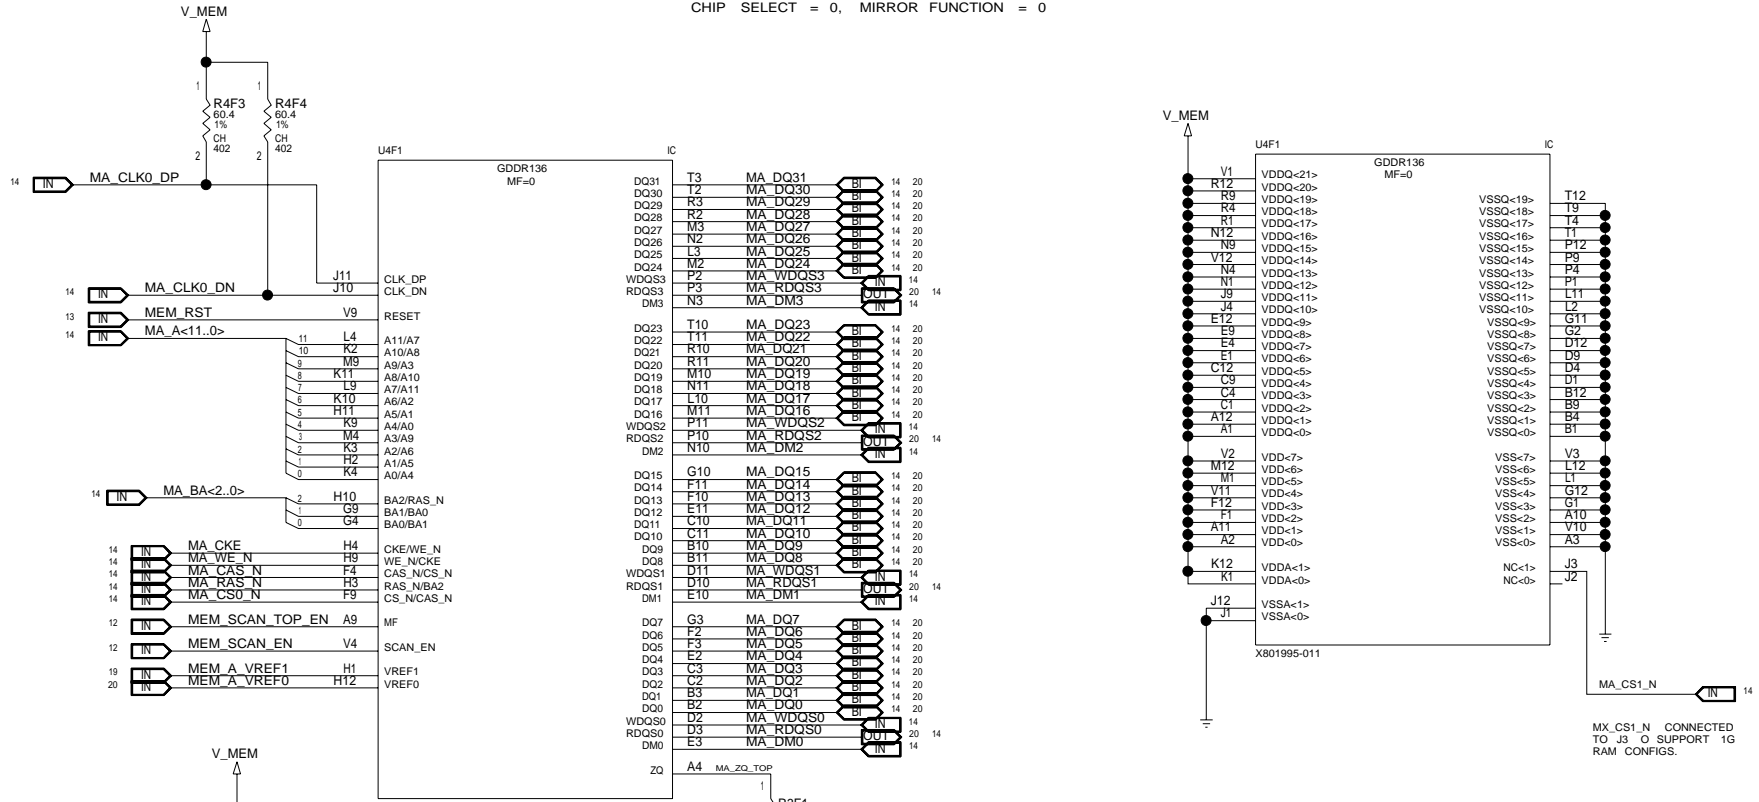 CHIP SELECT = 0, MIRROR FUNCTION = 0
V_MEM
1 1
R4F3 R4F4
60.4 60.4
1% 1%
CH CH
402 402
2 2
14 IN MA_CLK0_DP
14 IN MA_CLK0_DN
13 IN MEM_RST
14 IN MA_A<11..0>
14 IN MA_BA<2..0>
14 IN MA_CKE
14 IN MA_WE_N
14 IN MA_CAS_N
14 IN MA_RAS_N
14 IN MA_CS0_N
12 IN MEM_SCAN_TOP_EN
12 IN MEM_SCAN_EN
19 IN MEM_A_VREF1
20 IN MEM_A_VREF0
V_MEM
U4F1 IC
GDDR136
MF=0
J11 CLK_DP
J10 CLK_DN
V9 RESET
11 L4 A11/A7
10 K2 A10/A8
9 M9 A9/A3
8 K11 A8/A10
7 L9 A7/A11
6 K10 A6/A2
5 H11 A5/A1
4 K9 A4/A0
3 M4 A3/A9
2 K3 A2/A6
1 H2 A1/A5
0 K4 A0/A4
2 H10 BA2/RAS_N
1 G9 BA1/BA0
0 G4 BA0/BA1
H4 CKE/WE_N
H9 WE_N/CKE
F4 CAS_N/CS_N
H3 RAS_N/BA2
F9 CS_N/CAS_N
A9 MF
V4 SCAN_EN
H1 VREF1
H12 VREF0
DQ31 T3 MA_DQ31 BI 14 20
DQ30 T2 MA_DQ30 BI 14 20
DQ29 R3 MA_DQ29 BI 14 20
DQ28 R2 MA_DQ28 BI 14 20
DQ27 M3 MA_DQ27 BI 14 20
DQ26 N2 MA_DQ26 BI 14 20
DQ25 L3 MA_DQ25 BI 14 20
DQ24 M2 MA_DQ24 BI 14 20
WDQS3 P2 MA_WDQS3 IN 14
RDQS3 P3 MA_RDQS3 OUT 20 14
DM3 N3 MA_DM3 IN 14
DQ23 T10 MA_DQ23 BI 14 20
DQ22 T11 MA_DQ22 BI 14 20
DQ21 R10 MA_DQ21 BI 14 20
DQ20 R11 MA_DQ20 BI 14 20
DQ19 M10 MA_DQ19 BI 14 20
DQ18 N11 MA_DQ18 BI 14 20
DQ17 L10 MA_DQ17 BI 14 20
DQ16 M11 MA_DQ16 BI 14 20
WDQS2 P11 MA_WDQS2 IN 14
RDQS2 P10 MA_RDQS2 OUT 20 14
DM2 N10 MA_DM2 IN 14
DQ15 G10 MA_DQ15 BI 14 20
DQ14 F11 MA_DQ14 BI 14 20
DQ13 F10 MA_DQ13 BI 14 20
DQ12 E11 MA_DQ12 BI 14 20
DQ11 C10 MA_DQ11 BI 14 20
DQ10 C11 MA_DQ10 BI 14 20
DQ9 B10 MA_DQ9 BI 14 20
DQ8 B11 MA_DQ8 BI 14 20
WDQS1 D11 MA_WDQS1 IN 14
RDQS1 D10 MA_RDQS1 OUT 20 14
DM1 E10 MA_DM1 IN 14
DQ7 G3 MA_DQ7 BI 14 20
DQ6 F2 MA_DQ6 BI 14 20
DQ5 F3 MA_DQ5 BI 14 20
DQ4 E2 MA_DQ4 BI 14 20
DQ3 C3 MA_DQ3 BI 14 20
DQ2 C2 MA_DQ2 BI 14 20
DQ1 B3 MA_DQ1 BI 14 20
DQ0 B2 MA_DQ0 BI 14 20
WDQS0 D2 MA_WDQS0 IN 14
RDQS0 D3 MA_RDQS0 OUT 20 14
DM0 E3 MA_DM0 IN 14
ZQ A4 MA_ZQ_TOP
1
V_MEM
U4F1 IC
GDDR136
MF=0
V1 VDDQ<21>
R12 VDDQ<20>
R9 VDDQ<19>
R4 VDDQ<18>
R1 VDDQ<17>
N12 VDDQ<16>
N9 VDDQ<15>
V12 VDDQ<14>
N4 VDDQ<13>
N1 VDDQ<12>
J9 VDDQ<11>
J4 VDDQ<10>
E12 VDDQ<9>
E9 VDDQ<8>
E4 VDDQ<7>
E1 VDDQ<6>
C12 VDDQ<5>
C9 VDDQ<4>
C4 VDDQ<3>
C1 VDDQ<2>
A12 VDDQ<1>
A1 VDDQ<0>
V2 VDD<7>
M12 VDD<6>
M1 VDD<5>
V11 VDD<4>
F12 VDD<3>
F1 VDD<2>
A11 VDD<1>
A2 VDD<0>
K12 VDDA<1>
K1 VDDA<0>
J12 VSSA<1>
J1 VSSA<0>
VSSQ<19> T12
VSSQ<18> T9
VSSQ<17> T4
VSSQ<16> T1
VSSQ<15> P12
VSSQ<14> P9
VSSQ<13> P4
VSSQ<12> P1
VSSQ<11> L11
VSSQ<10> L2
VSSQ<9> G11
VSSQ<8> G2
VSSQ<7> D12
VSSQ<6> D9
VSSQ<5> D4
VSSQ<4> D1
VSSQ<3> B12
VSSQ<2> B9
VSSQ<1> B4
VSSQ<0> B1
VSS<7> V3
VSS<6> L12
VSS<5> L1
VSS<4> G12
VSS<3> G1
VSS<2> A10
VSS<1> V10
VSS<0> A3
NC<1> J3
NC<0> J2
X801995-011
MA_CS1_N IN 14
MX_CS1_N CONNECTED
TO J3 O SUPPORT 1G
RAM CONFIGS.